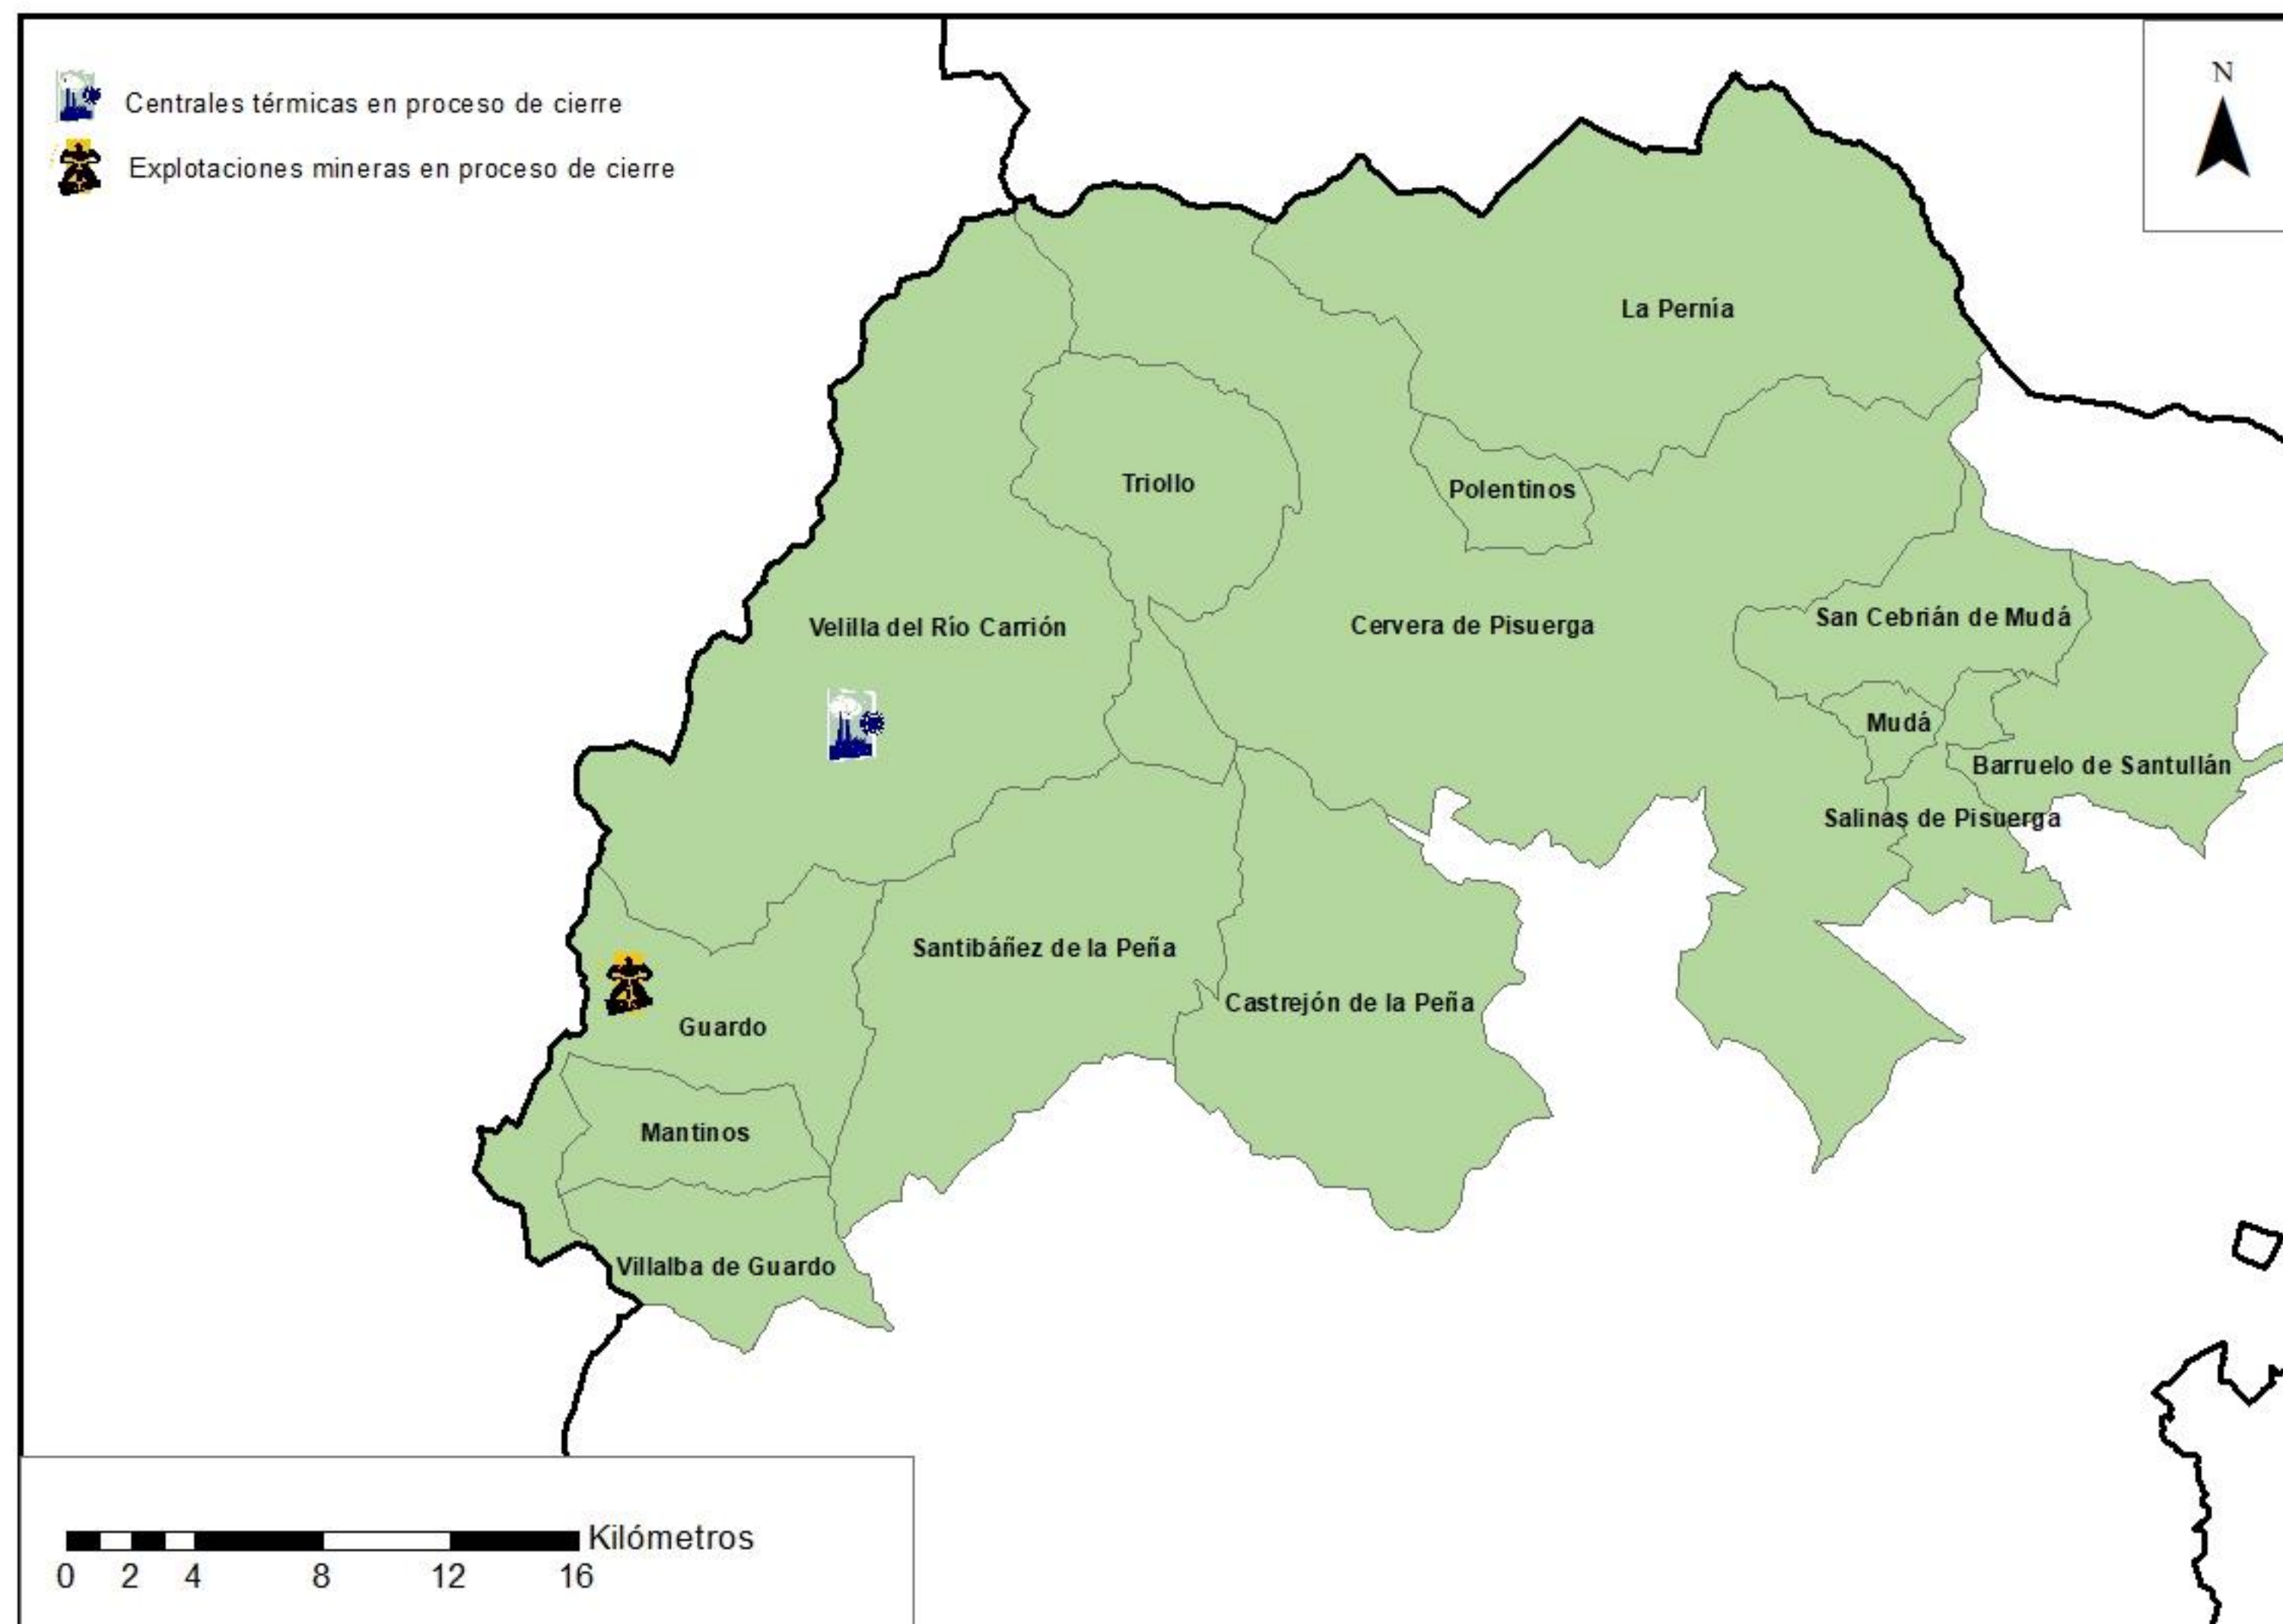 N
Centrales térmicas en proceso de cierre
Explotaciones mineras en proceso de cierre
La Pernía
Triollo
Polentinos
Velilla del Río Carrión
Cervera de Pisuerga
San Cebrián de Mudá
Mudá
Barruelo de Santullán
Salinas de Pisuerga
Santibáñez de la Peña
Castrejón de la Peña
Guardo
Mantinos
Villalba de Guardo
Kilómetros
0 2 4 8 12 16